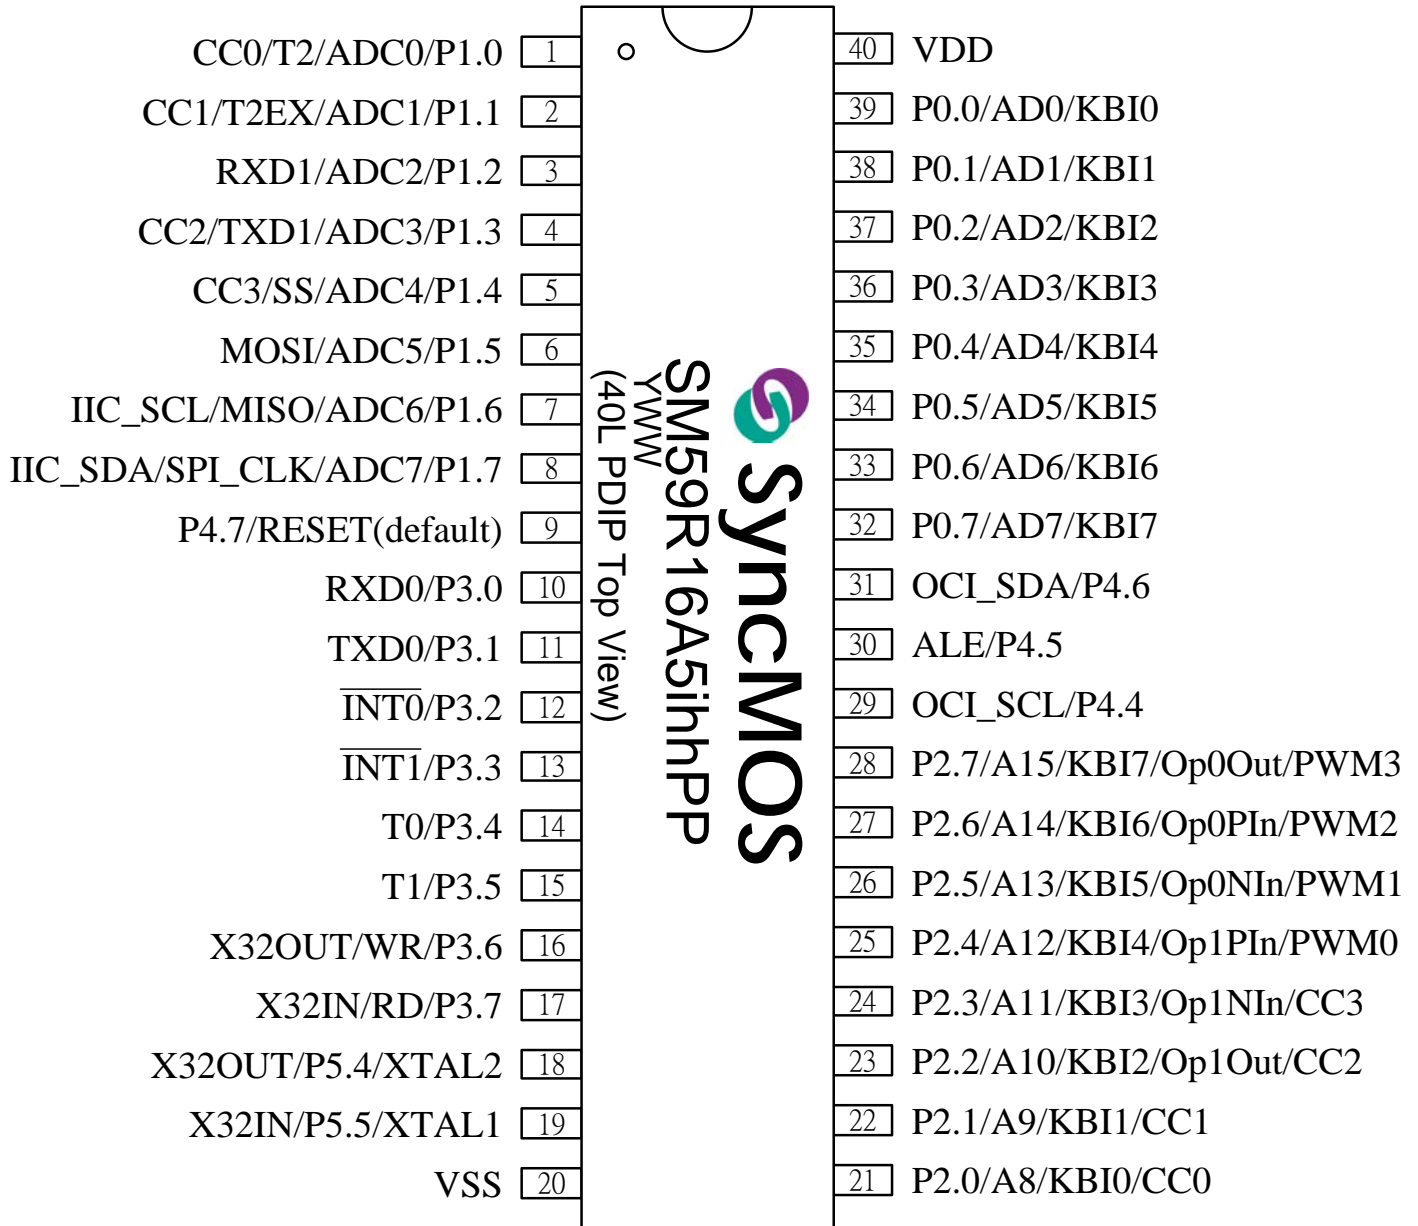 CC0/T2/ADC0/P1.0 1
CC1/T2EX/ADC1/P1.1 2
RXD1/ADC2/P1.2 3
CC2/TXD1/ADC3/P1.3 4
CC3/SS/ADC4/P1.4 5
MOSI/ADC5/P1.5 6
IIC_SCL/MISO/ADC6/P1.6 7
IIC_SDA/SPI_CLK/ADC7/P1.7 8
P4.7/RESET(default) 9
RXD0/P3.0 10
TXD0/P3.1 11
INT0/P3.2 12
INT1/P3.3 13
T0/P3.4 14
T1/P3.5 15
X32OUT/WR/P3.6 16
X32IN/RD/P3.7 17
X32OUT/P5.4/XTAL2 18
X32IN/P5.5/XTAL1 19
VSS 20
SyncMOS
SM59R16A5ihhPP
YWW
(40L PDIP Top View)
40 VDD
39 P0.0/AD0/KBI0
38 P0.1/AD1/KBI1
37 P0.2/AD2/KBI2
36 P0.3/AD3/KBI3
35 P0.4/AD4/KBI4
34 P0.5/AD5/KBI5
33 P0.6/AD6/KBI6
32 P0.7/AD7/KBI7
31 OCI_SDA/P4.6
30 ALE/P4.5
29 OCI_SCL/P4.4
28 P2.7/A15/KBI7/Op0Out/PWM3
27 P2.6/A14/KBI6/Op0PIn/PWM2
26 P2.5/A13/KBI5/Op0NIn/PWM1
25 P2.4/A12/KBI4/Op1PIn/PWM0
24 P2.3/A11/KBI3/Op1NIn/CC3
23 P2.2/A10/KBI2/Op1Out/CC2
22 P2.1/A9/KBI1/CC1
21 P2.0/A8/KBI0/CC0